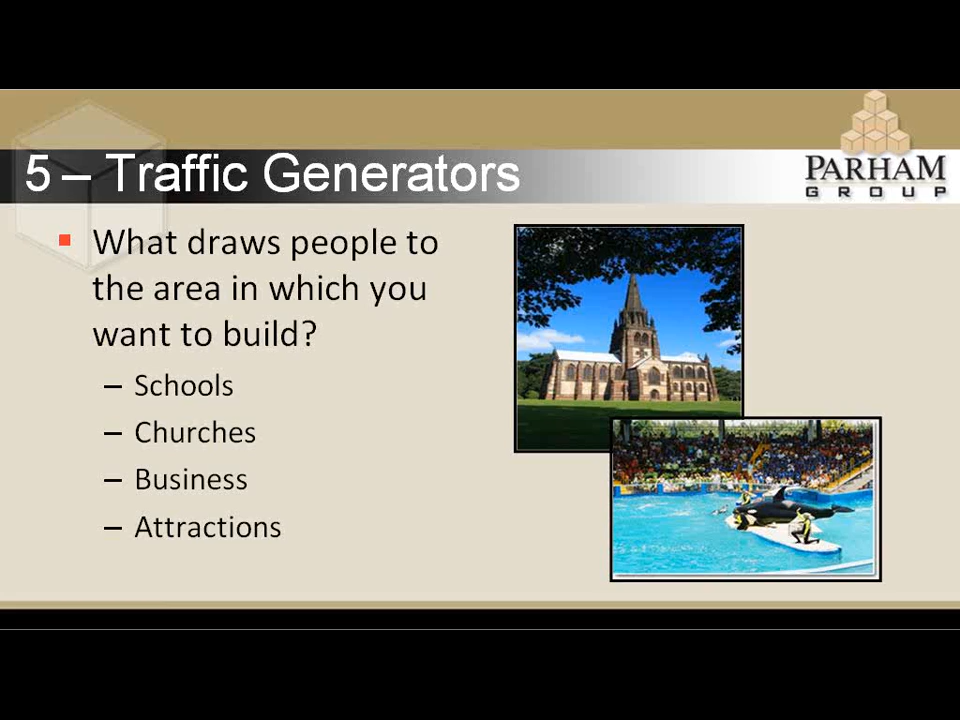 5 – Traffic Generators
PARHAM
GROUP
▪ What draws people to
the area in which you
want to build?
– Schools
– Churches
– Business
– Attractions